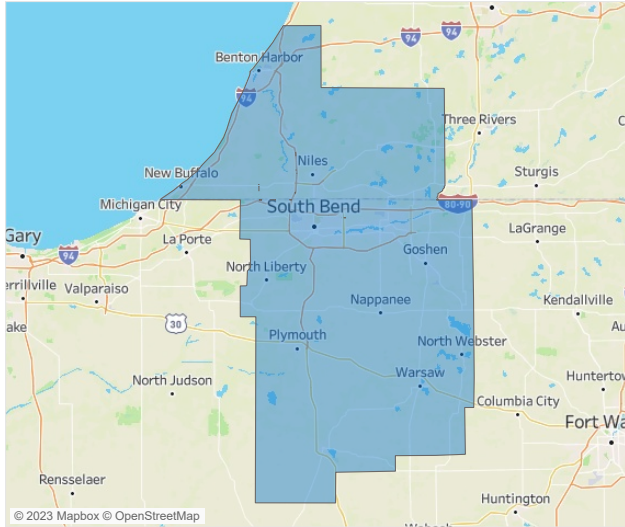 94
94
Benton Harbor
94
Three Rivers
Niles
New Buffalo
Sturgis
Michigan City
South Bend
80-90
Gary
La Porte
Goshen
LaGrange
94
North Liberty
errillville
Valparaiso
Nappanee
Kendallville
30
ake
Au
Plymouth
North Webster
North Judson
Warsaw
Huntertow
Columbia City
Fort Wa
Rensselaer
Huntington
© 2023 Mapbox © OpenStreetMap